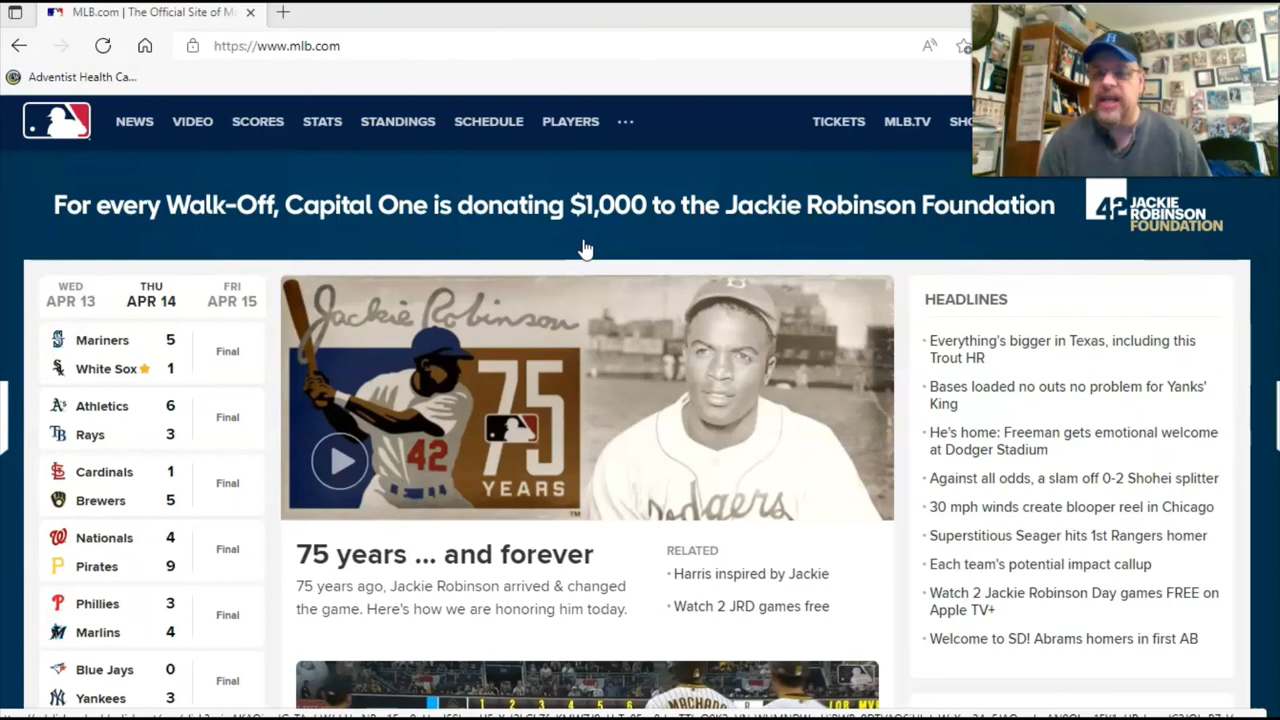 MLB.com | The Official Site of M
https://www.mlb.com
Adventist Health Ca...
NEWS VIDEO SCORES STATS STANDINGS SCHEDULE PLAYERS ... TICKETS MLB.TV
For every Walk-Off, Capital One is donating $1,000 to the Jackie Robinson Foundation
42 JACKIE
ROBINSON
FOUNDATION
WED THU FRI
APR 13 APR 14 APR 15
Mariners 5
Final
White Sox 1
Athletics 6
Final
Rays 3
Cardinals 1
Final
Brewers 5
Nationals 4
Final
Pirates 9
Phillies 3
Final
Marlins 4
Blue Jays 0
Final
Yankees 3
Jackie Robinson
42
75
YEARS
Dodgers
75 years ... and forever
75 years ago, Jackie Robinson arrived & changed
the game. Here's how we are honoring him today.
RELATED
Harris inspired by Jackie
Watch 2 JRD games free
MACHADO
HEADLINES
Everything's bigger in Texas, including this
Trout HR
Bases loaded no outs no problem for Yanks'
King
He's home: Freeman gets emotional welcome
at Dodger Stadium
Against all odds, a slam off 0-2 Shohei splitter
30 mph winds create blooper reel in Chicago
Superstitious Seager hits 1st Rangers homer
Each team's potential impact callup
Watch 2 Jackie Robinson Day games FREE on
Apple TV+
Welcome to SD! Abrams homers in first AB